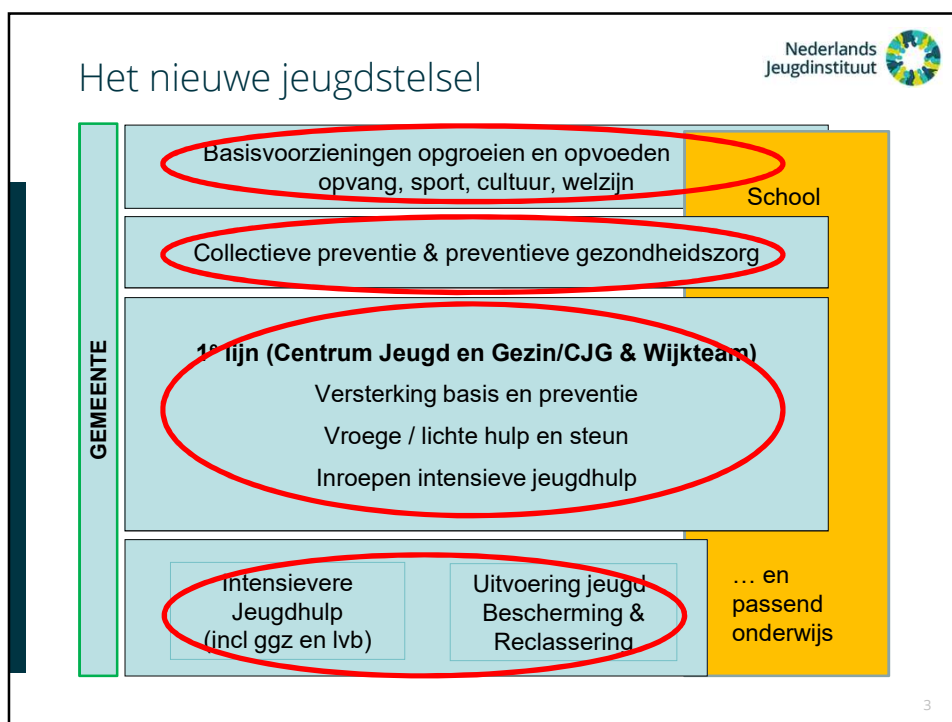 Het nieuwe jeugdstelsel
Nederlands
Jeugdinstituut
GEMEENTE
Basisvoorzieningen opgroeien en opvoeden
opvang, sport, cultuur, welzijn
School
Collectieve preventie & preventieve gezondheidszorg
1e lijn (Centrum Jeugd en Gezin/CJG & Wijkteam)
Versterking basis en preventie
Vroege / lichte hulp en steun
Inroepen intensieve jeugdhulp
Intensievere
Jeugdhulp
(incl ggz en lvb)
Uitvoering jeugd
Bescherming &
Reclassering
… en
passend
onderwijs
3